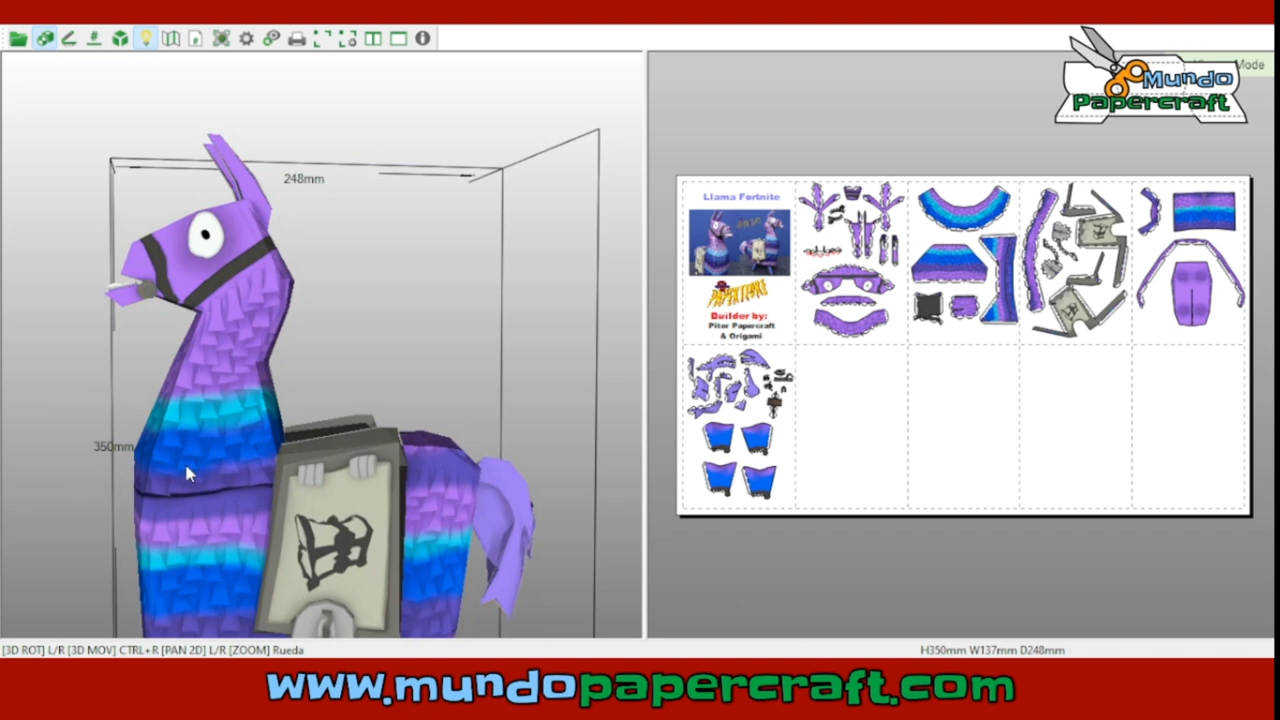 Mode
Mundo
Papercraft
248mm
350mm
Llama Fortnite
PAPERTURE
Builder by:
Piter Papercraft
& Origami
[3D ROT] L/R [3D MOV] CTRL+R [PAN 2D] L/R [ZOOM] Rueda
H350mm W137mm D248mm
www.mundopapercraft.com